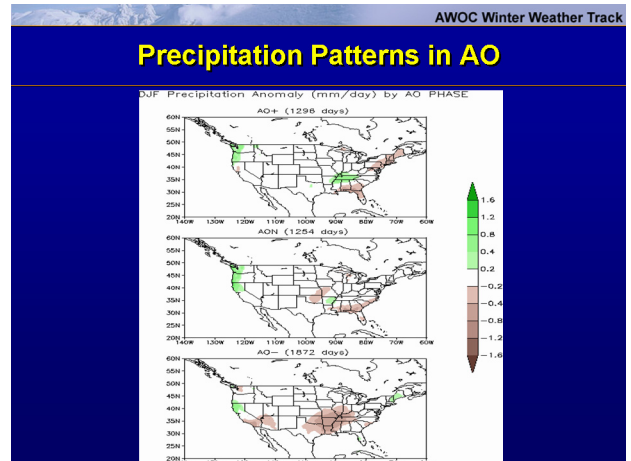 AWOC Winter Weather Track
Precipitation Patterns in AO
DJF Precipitation Anomaly (mm/day) by AO PHASE
AO+ (1296 days)
60N
55N
50N
45N
40N
35N
30N
25N
20N
140W 130W 120W 110W 100W 90W 80W 70W 60W
AON (1254 days)
60N
55N
50N
45N
40N
35N
30N
25N
20N
140W 130W 120W 110W 100W 90W 80W 70W 60W
AO- (1872 days)
60N
55N
50N
45N
40N
35N
30N
25N
20N
1.6
1.2
0.8
0.4
0.2
-0.2
-0.4
-0.8
-1.2
-1.6